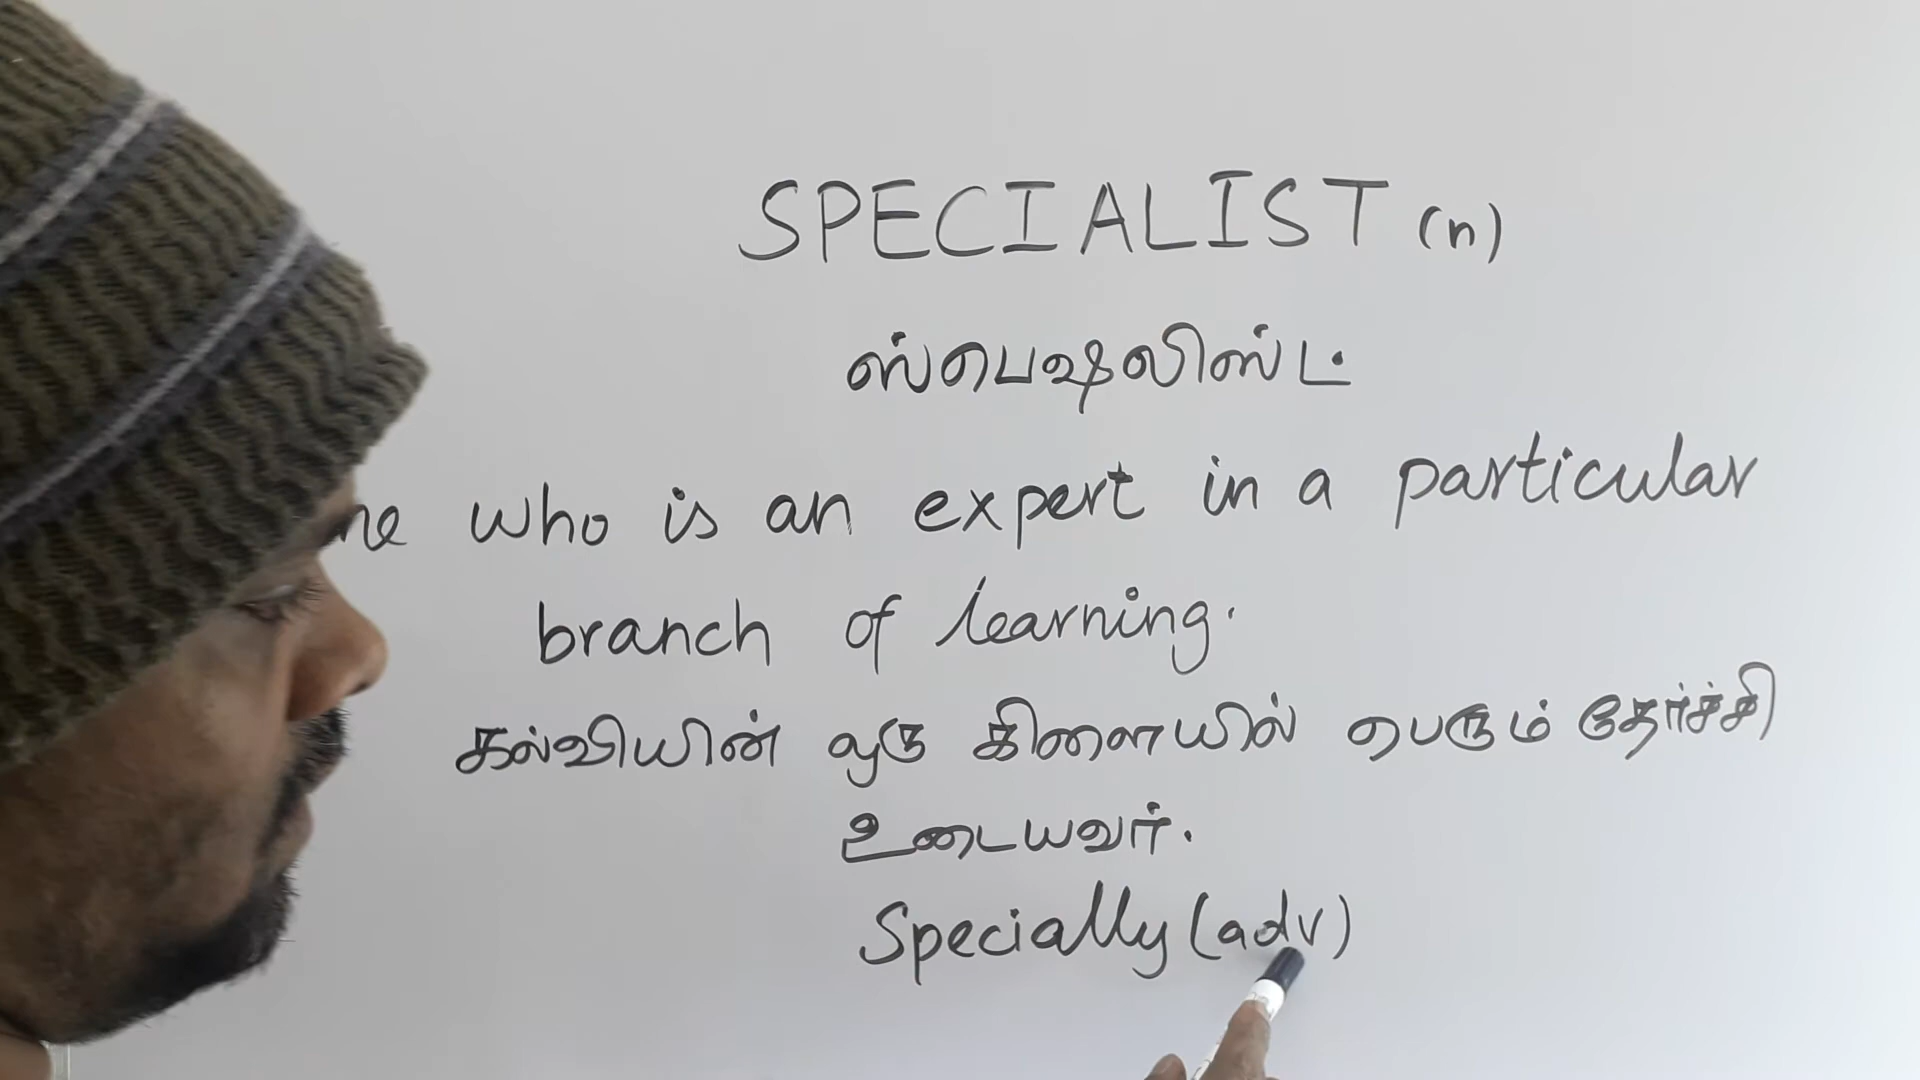 SPECIALIST (n)
ஸ்பெஷலிஸ்ட்
who is an expert in a particular
branch of learning.
கல்வியின் ஒரு கிளையில் பெரும் தேர்ச்சி
உடையவர்.
Specially (adv)